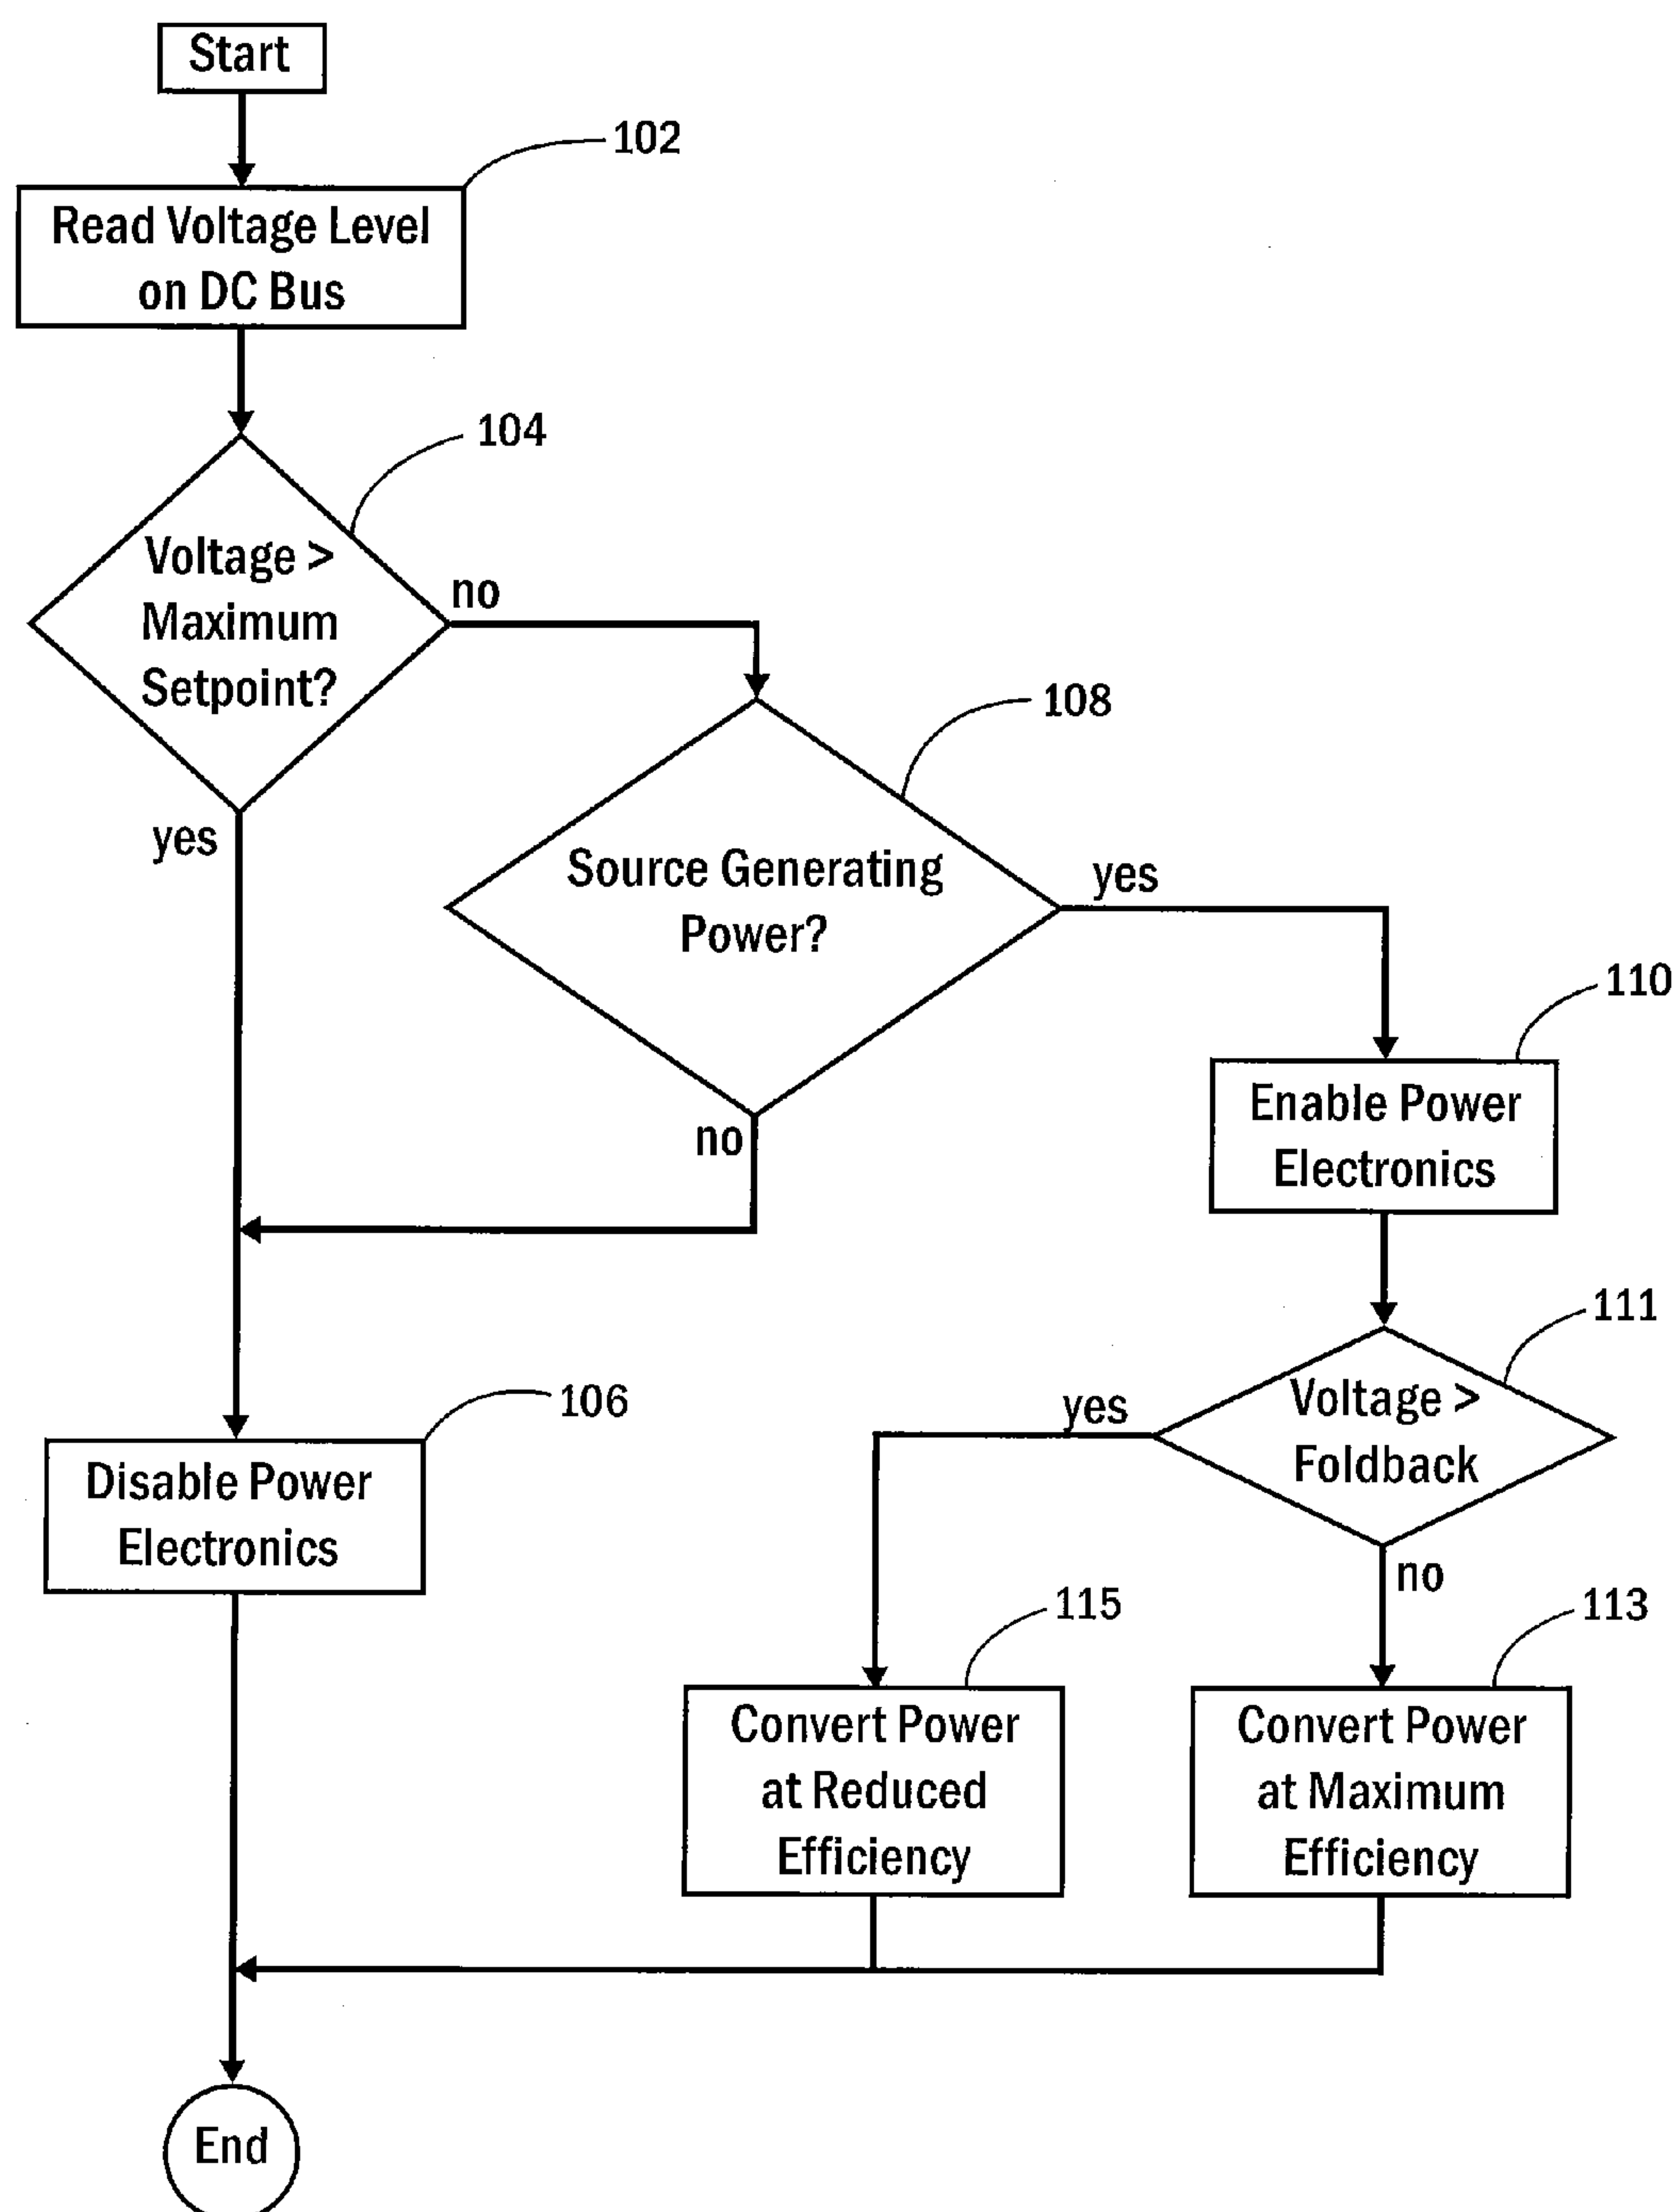 Start
102
Read Voltage Level
on DC Bus
104
Voltage >
Maximum
Setpoint?
no
yes
108
Source Generating
Power?
yes
no
110
Enable Power
Electronics
111
Voltage >
Foldback
yes
no
106
Disable Power
Electronics
115
Convert Power
at Reduced
Efficiency
113
Convert Power
at Maximum
Efficiency
End